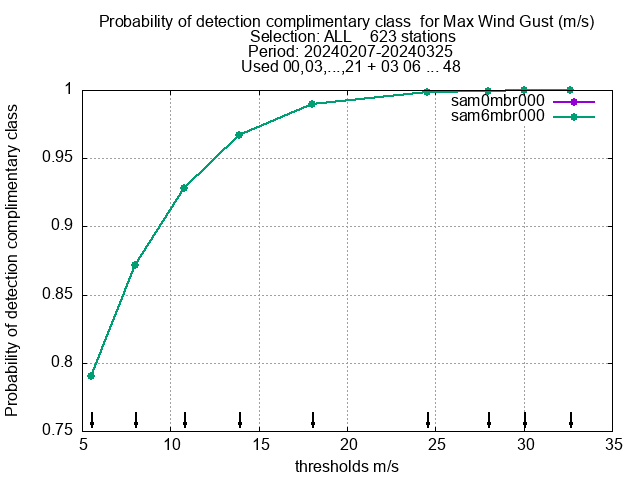 Probability of detection complimentary class  for Max Wind Gust (m/s)
Selection: ALL    623 stations
Period: 20240207-20240325
Used 00,03,...,21 + 03 06 ... 48
sam0mbr000
sam6mbr000
1
0.95
0.9
0.85
0.8
0.75
Probability of detection complimentary class
5 10 15 20 25 30 35
thresholds m/s